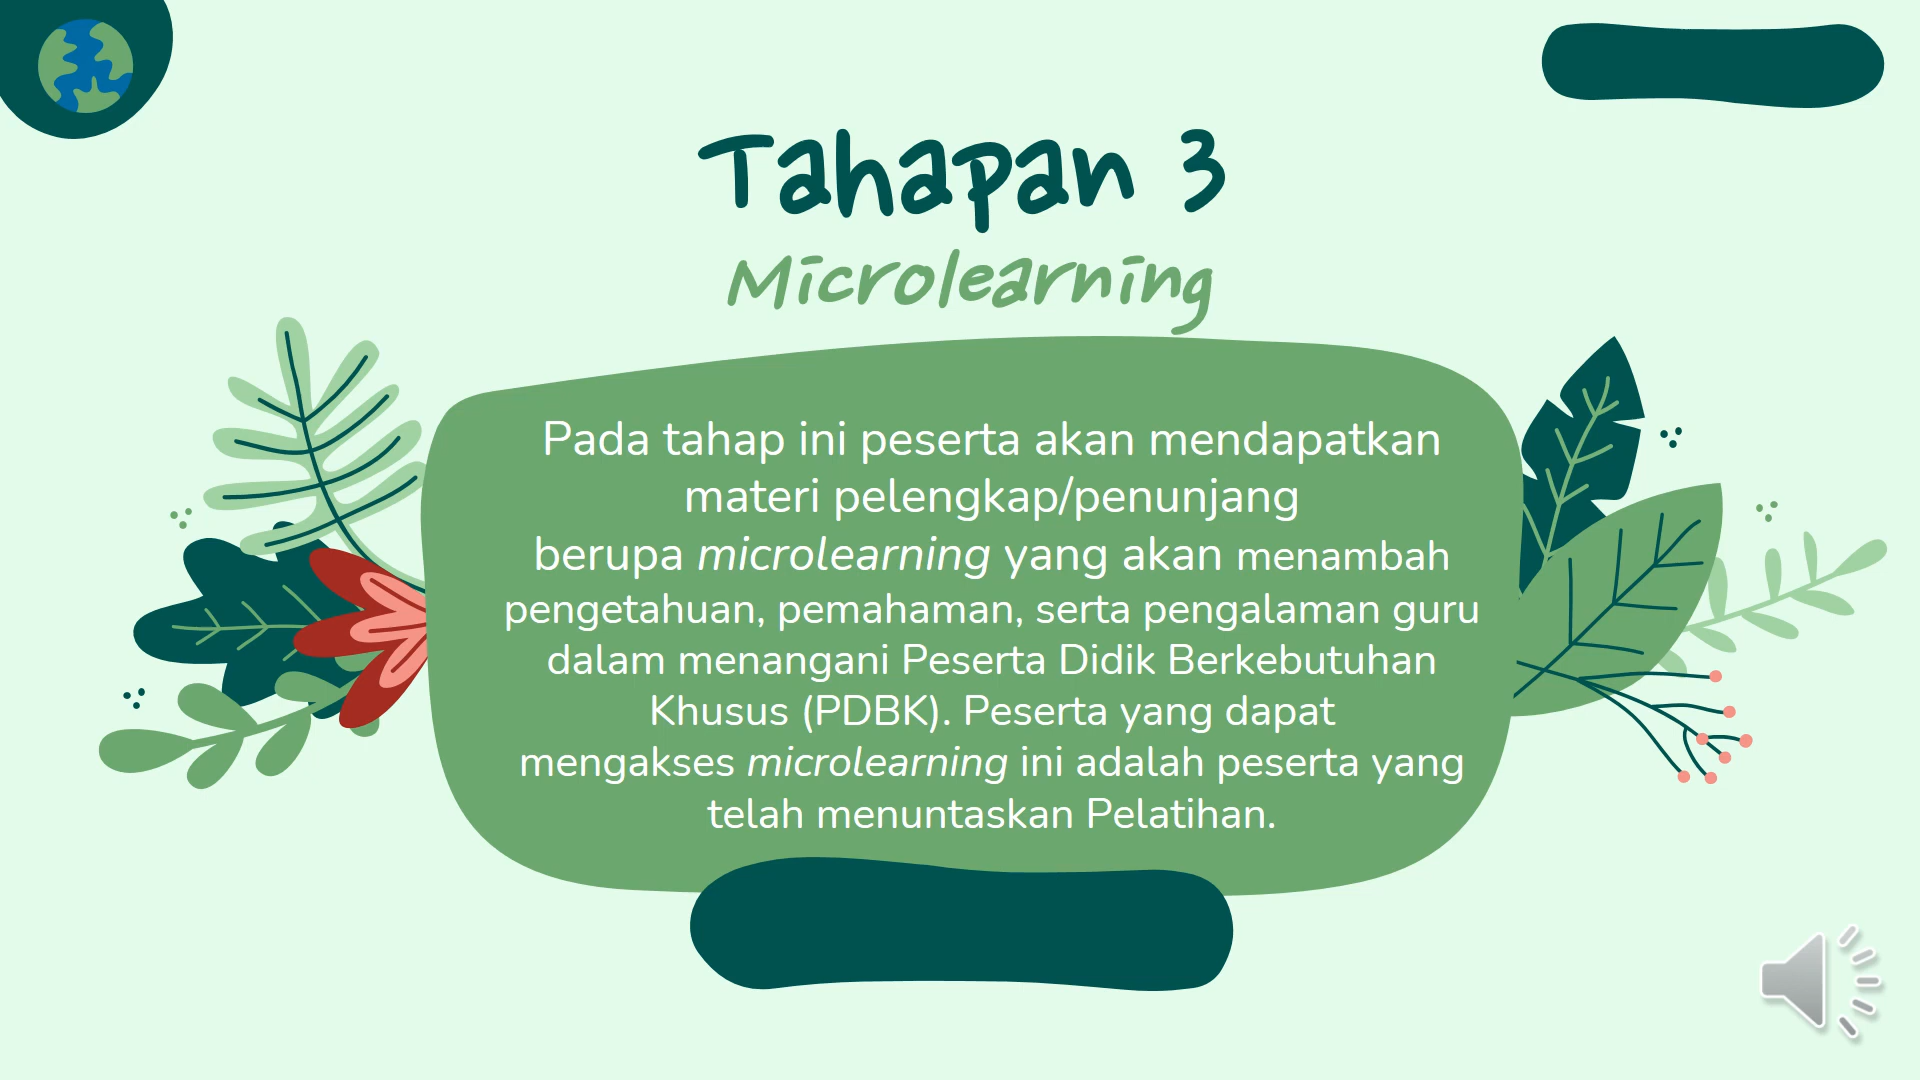 Tahapan 3
Microlearning
Pada tahap ini peserta akan mendapatkan
materi pelengkap/penunjang
berupa microlearning yang akan menambah
pengetahuan, pemahaman, serta pengalaman guru
dalam menangani Peserta Didik Berkebutuhan
Khusus (PDBK). Peserta yang dapat
mengakses microlearning ini adalah peserta yang
telah menuntaskan Pelatihan.